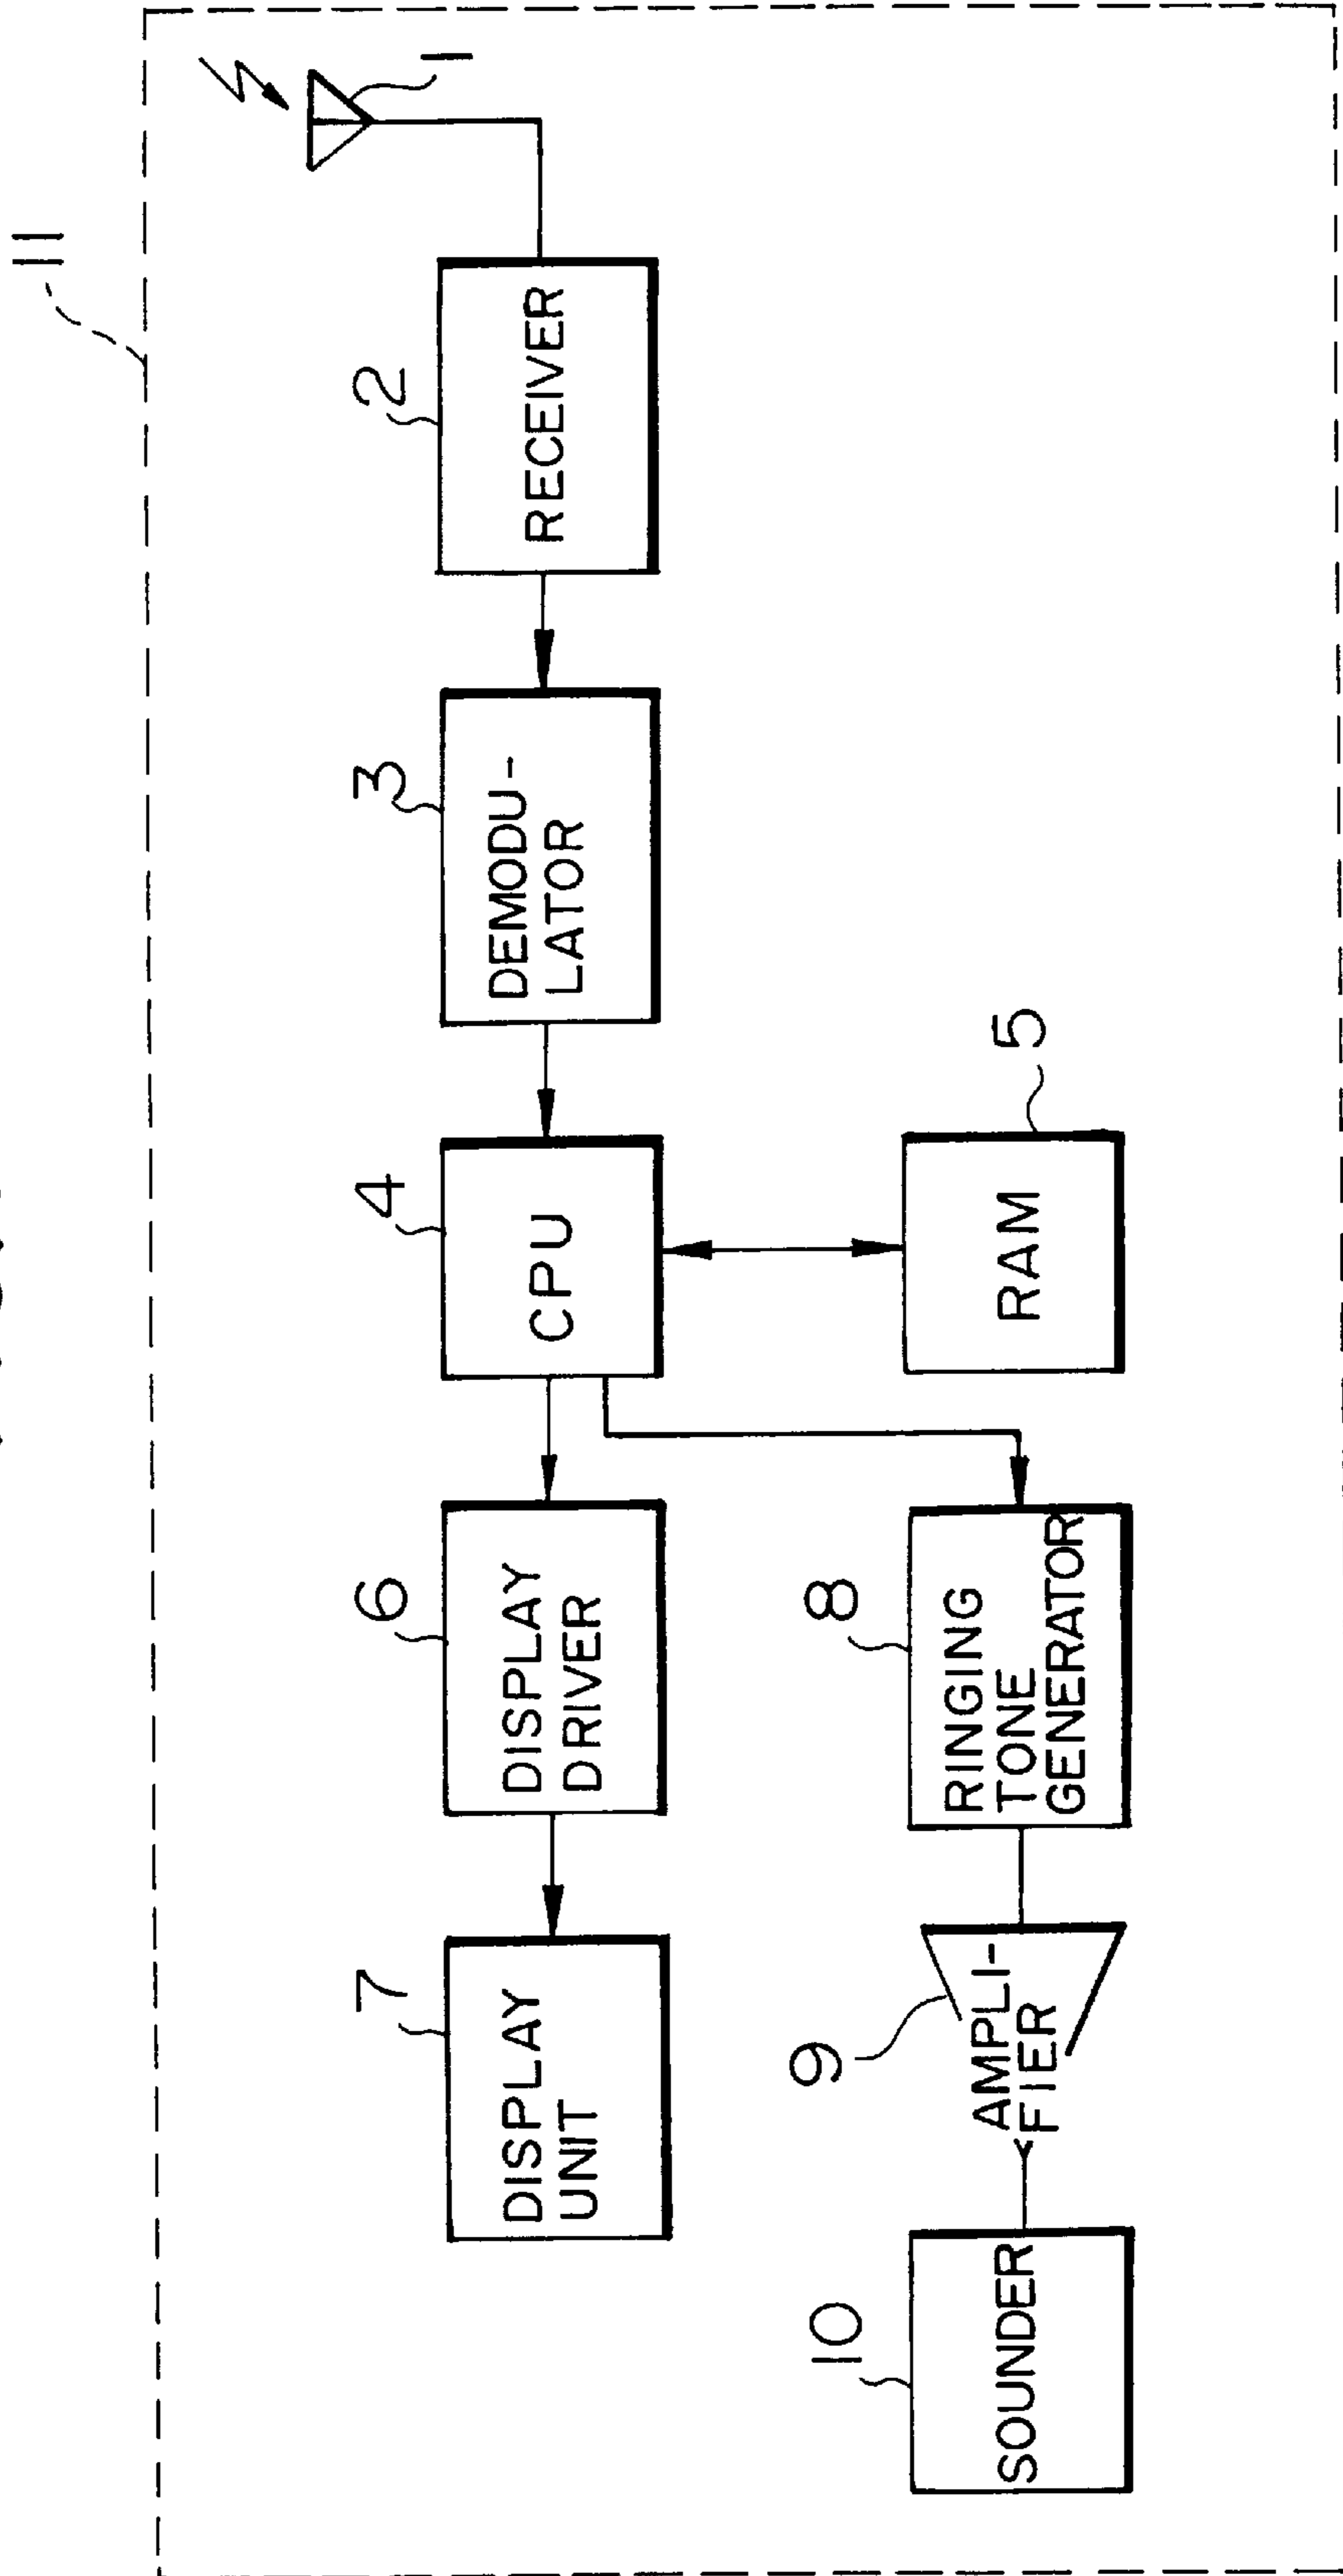 11
1
2
RECEIVER
3
DEMODU-
LATOR
4
CPU
5
RAM
6
DISPLAY
DRIVER
7
DISPLAY
UNIT
8
RINGING
TONE
GENERATOR
9
AMPLI-
FIER
10
SOUNDER